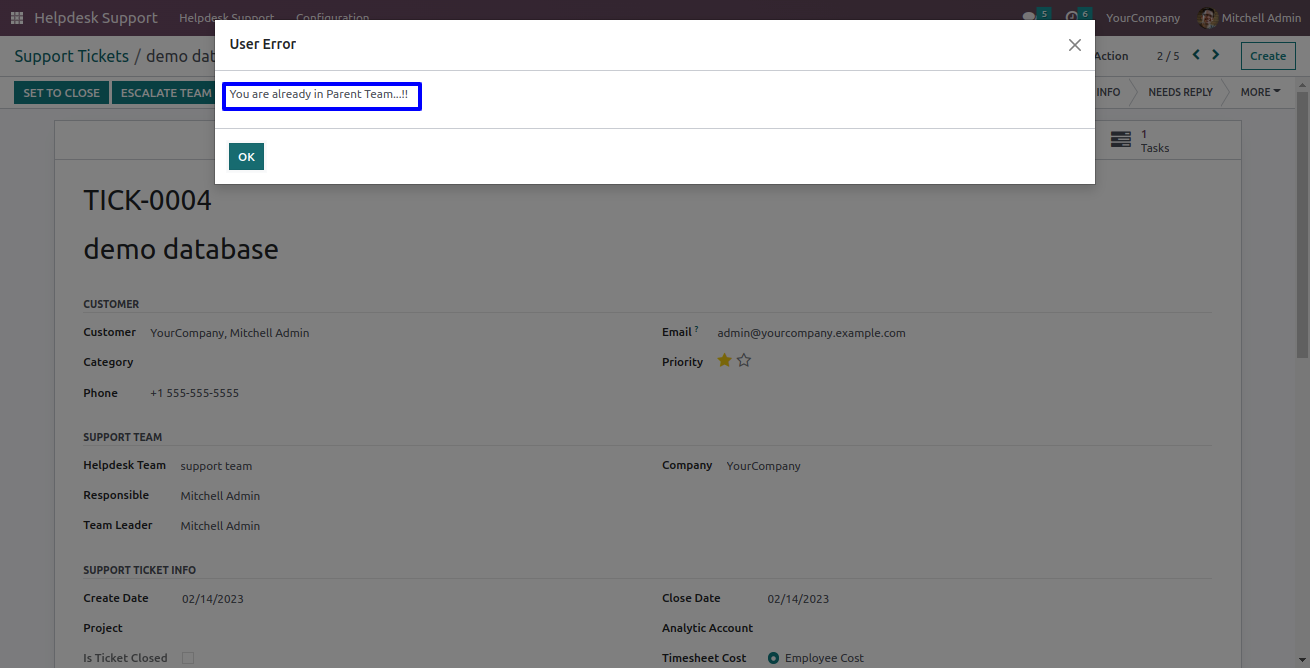 Helpdesk Support Helpdesk Support Configuration 5 6 YourCompany Mitchell Admin
User Error
Support Tickets / demo dat Action 2 / 5 Create
You are already in Parent Team...!!
SET TO CLOSE ESCALATE TEAM INFO NEEDS REPLY MORE
OK
1
Tasks
TICK-0004
demo database
CUSTOMER
Customer YourCompany, Mitchell Admin Email ? admin@yourcompany.example.com
Category Priority
Phone +1 555-555-5555
SUPPORT TEAM
Helpdesk Team support team Company YourCompany
Responsible Mitchell Admin
Team Leader Mitchell Admin
SUPPORT TICKET INFO
Create Date 02/14/2023 Close Date 02/14/2023
Project Analytic Account
Is Ticket Closed Timesheet Cost Employee Cost